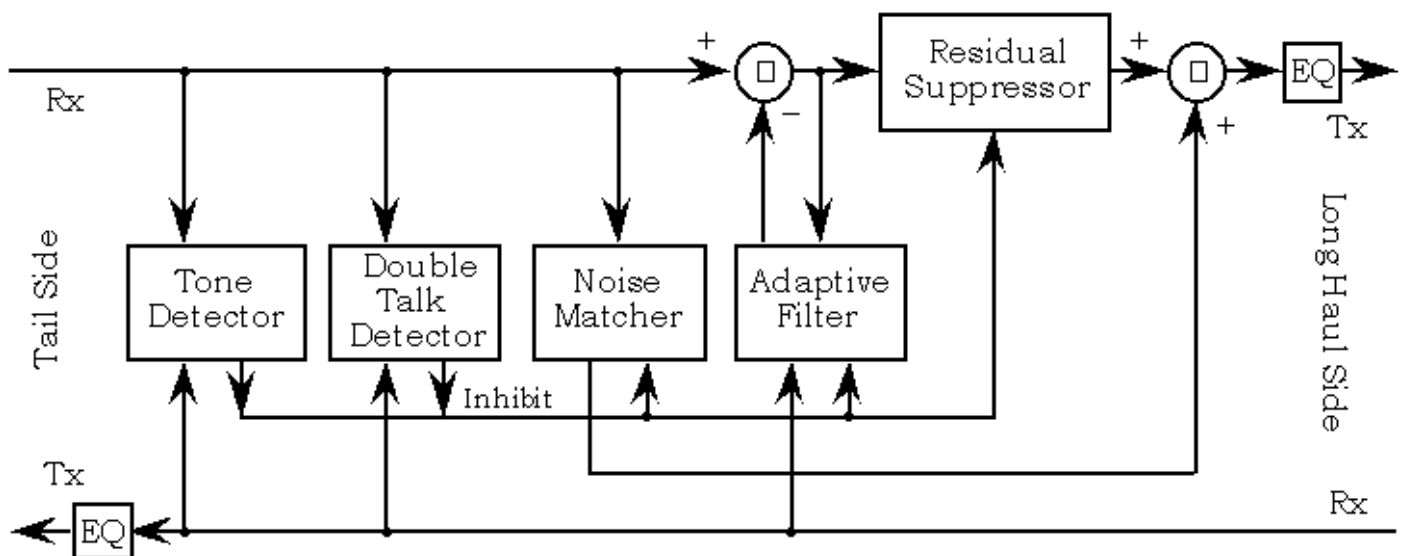 +
+
Residual
Suppressor
EQ
Rx
−
+
Tx
Tail Side
Tone
Detector
Double
Talk
Detector
Noise
Matcher
Adaptive
Filter
Long Haul Side
Inhibit
Tx
EQ
Rx